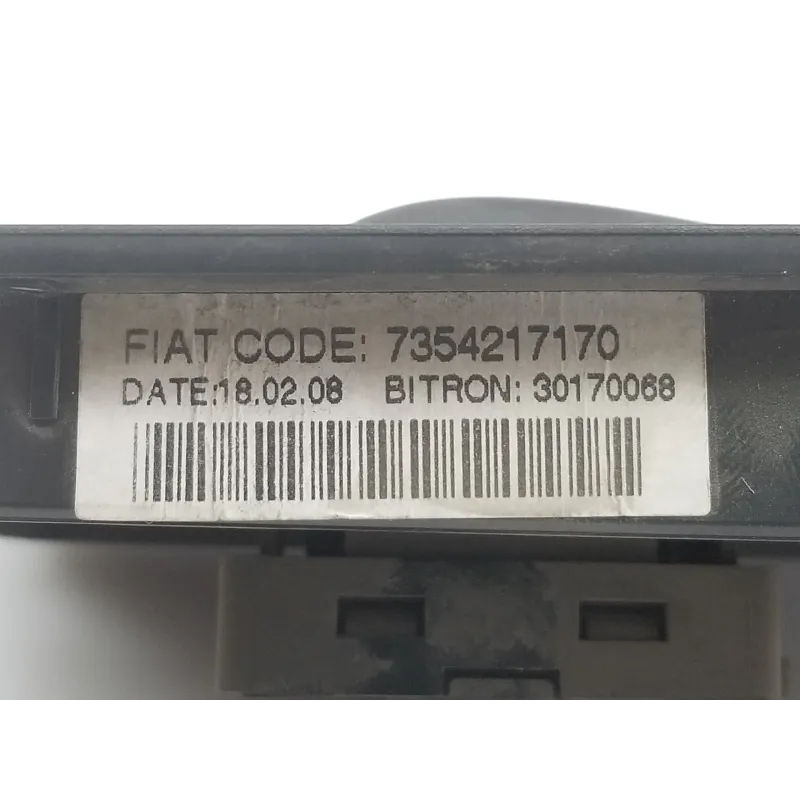 FIAT CODE: 7354217170
DATE:18.02.08 BITRON: 30170068